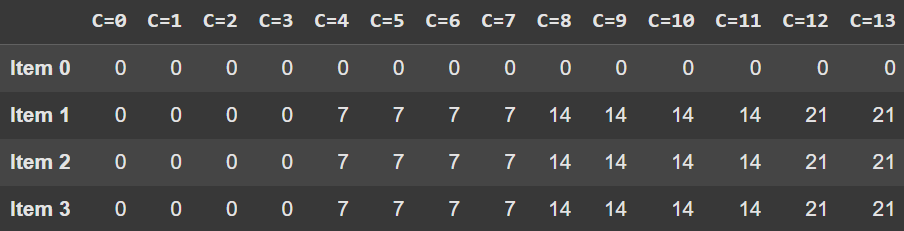 C=0 C=1 C=2 C=3 C=4 C=5 C=6 C=7 C=8 C=9 C=10 C=11 C=12 C=13
Item 0 0 0 0 0 0 0 0 0 0 0 0 0 0 0
Item 1 0 0 0 0 7 7 7 7 14 14 14 14 21 21
Item 2 0 0 0 0 7 7 7 7 14 14 14 14 21 21
Item 3 0 0 0 0 7 7 7 7 14 14 14 14 21 21